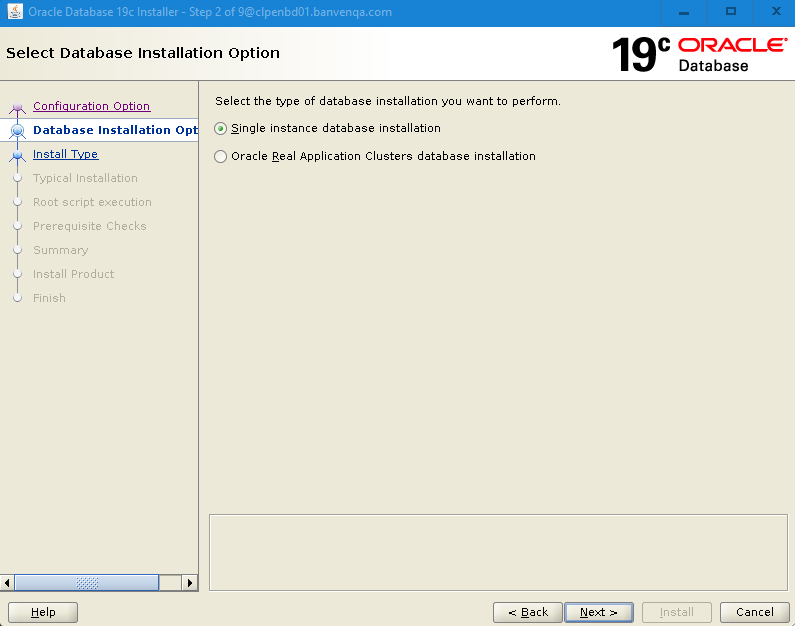 Oracle Database 19c Installer - Step 2 of 9@clpenbd01.banvenqa.com
Select Database Installation Option
19c ORACLE
Database
Configuration Option
Database Installation Opt
Install Type
Typical Installation
Root script execution
Prerequisite Checks
Summary
Install Product
Finish
Select the type of database installation you want to perform.
Single instance database installation
Oracle Real Application Clusters database installation
Help
< Back
Next >
Install
Cancel